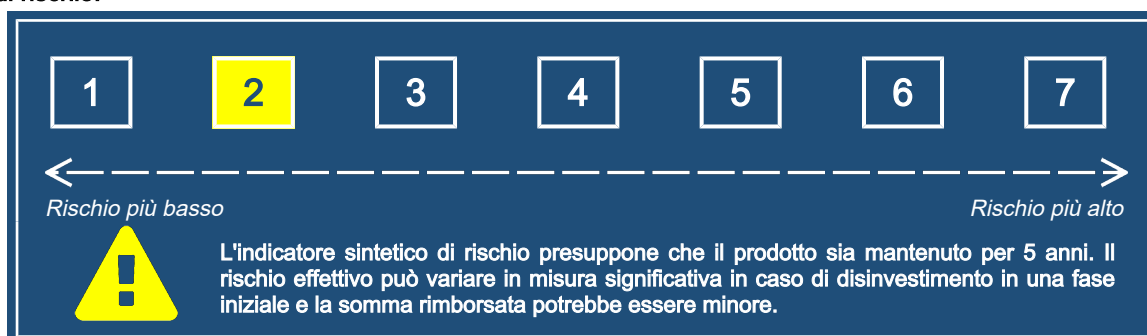 di rischio.
1 2 3 4 5 6 7
Rischio più basso Rischio più alto
L'indicatore sintetico di rischio presuppone che il prodotto sia mantenuto per 5 anni. Il
rischio effettivo può variare in misura significativa in caso di disinvestimento in una fase
iniziale e la somma rimborsata potrebbe essere minore.